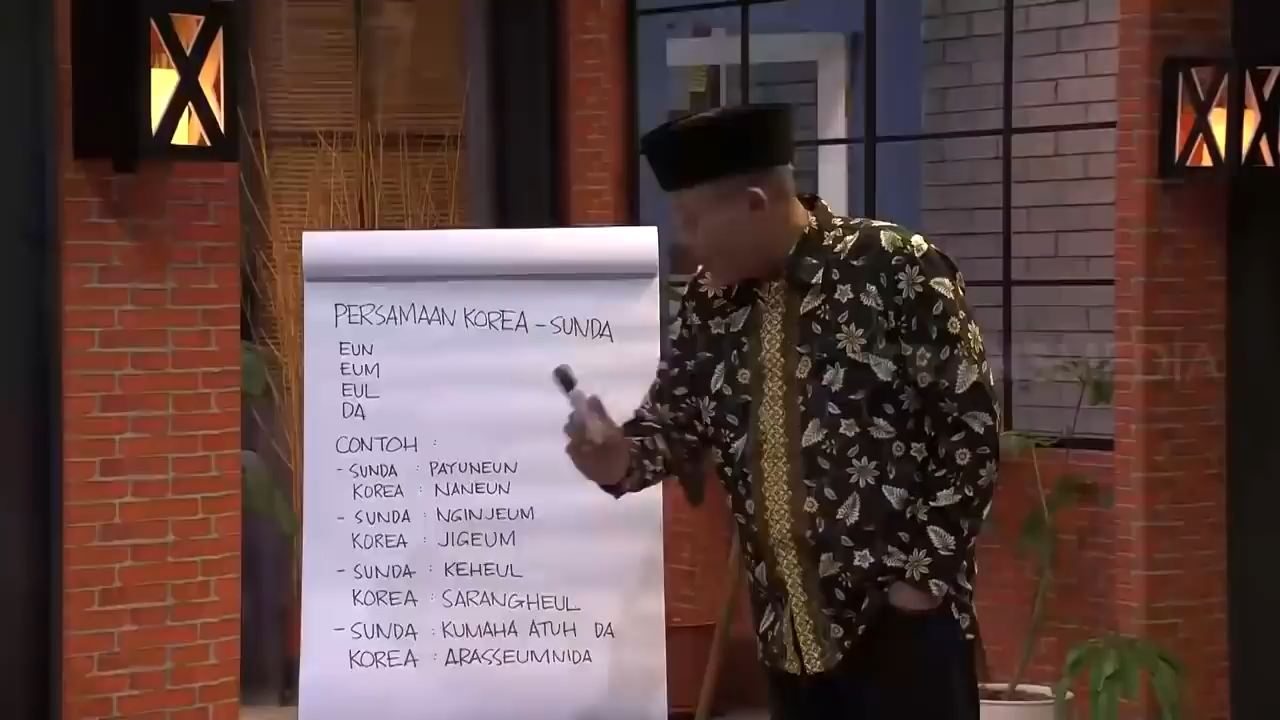 PERSAMAAN KOREA - SUNDA
EUN
EUM
EUL
DA
CONTOH :
- SUNDA : PAYUNEUN
KOREA : NANEUN
- SUNDA : NGINJEUM
KOREA : JIGEUM
- SUNDA : KEHEUL
KOREA : SARANGHEUL
- SUNDA : KUMAHA ATUH DA
KOREA : ARASSEUMNIDA